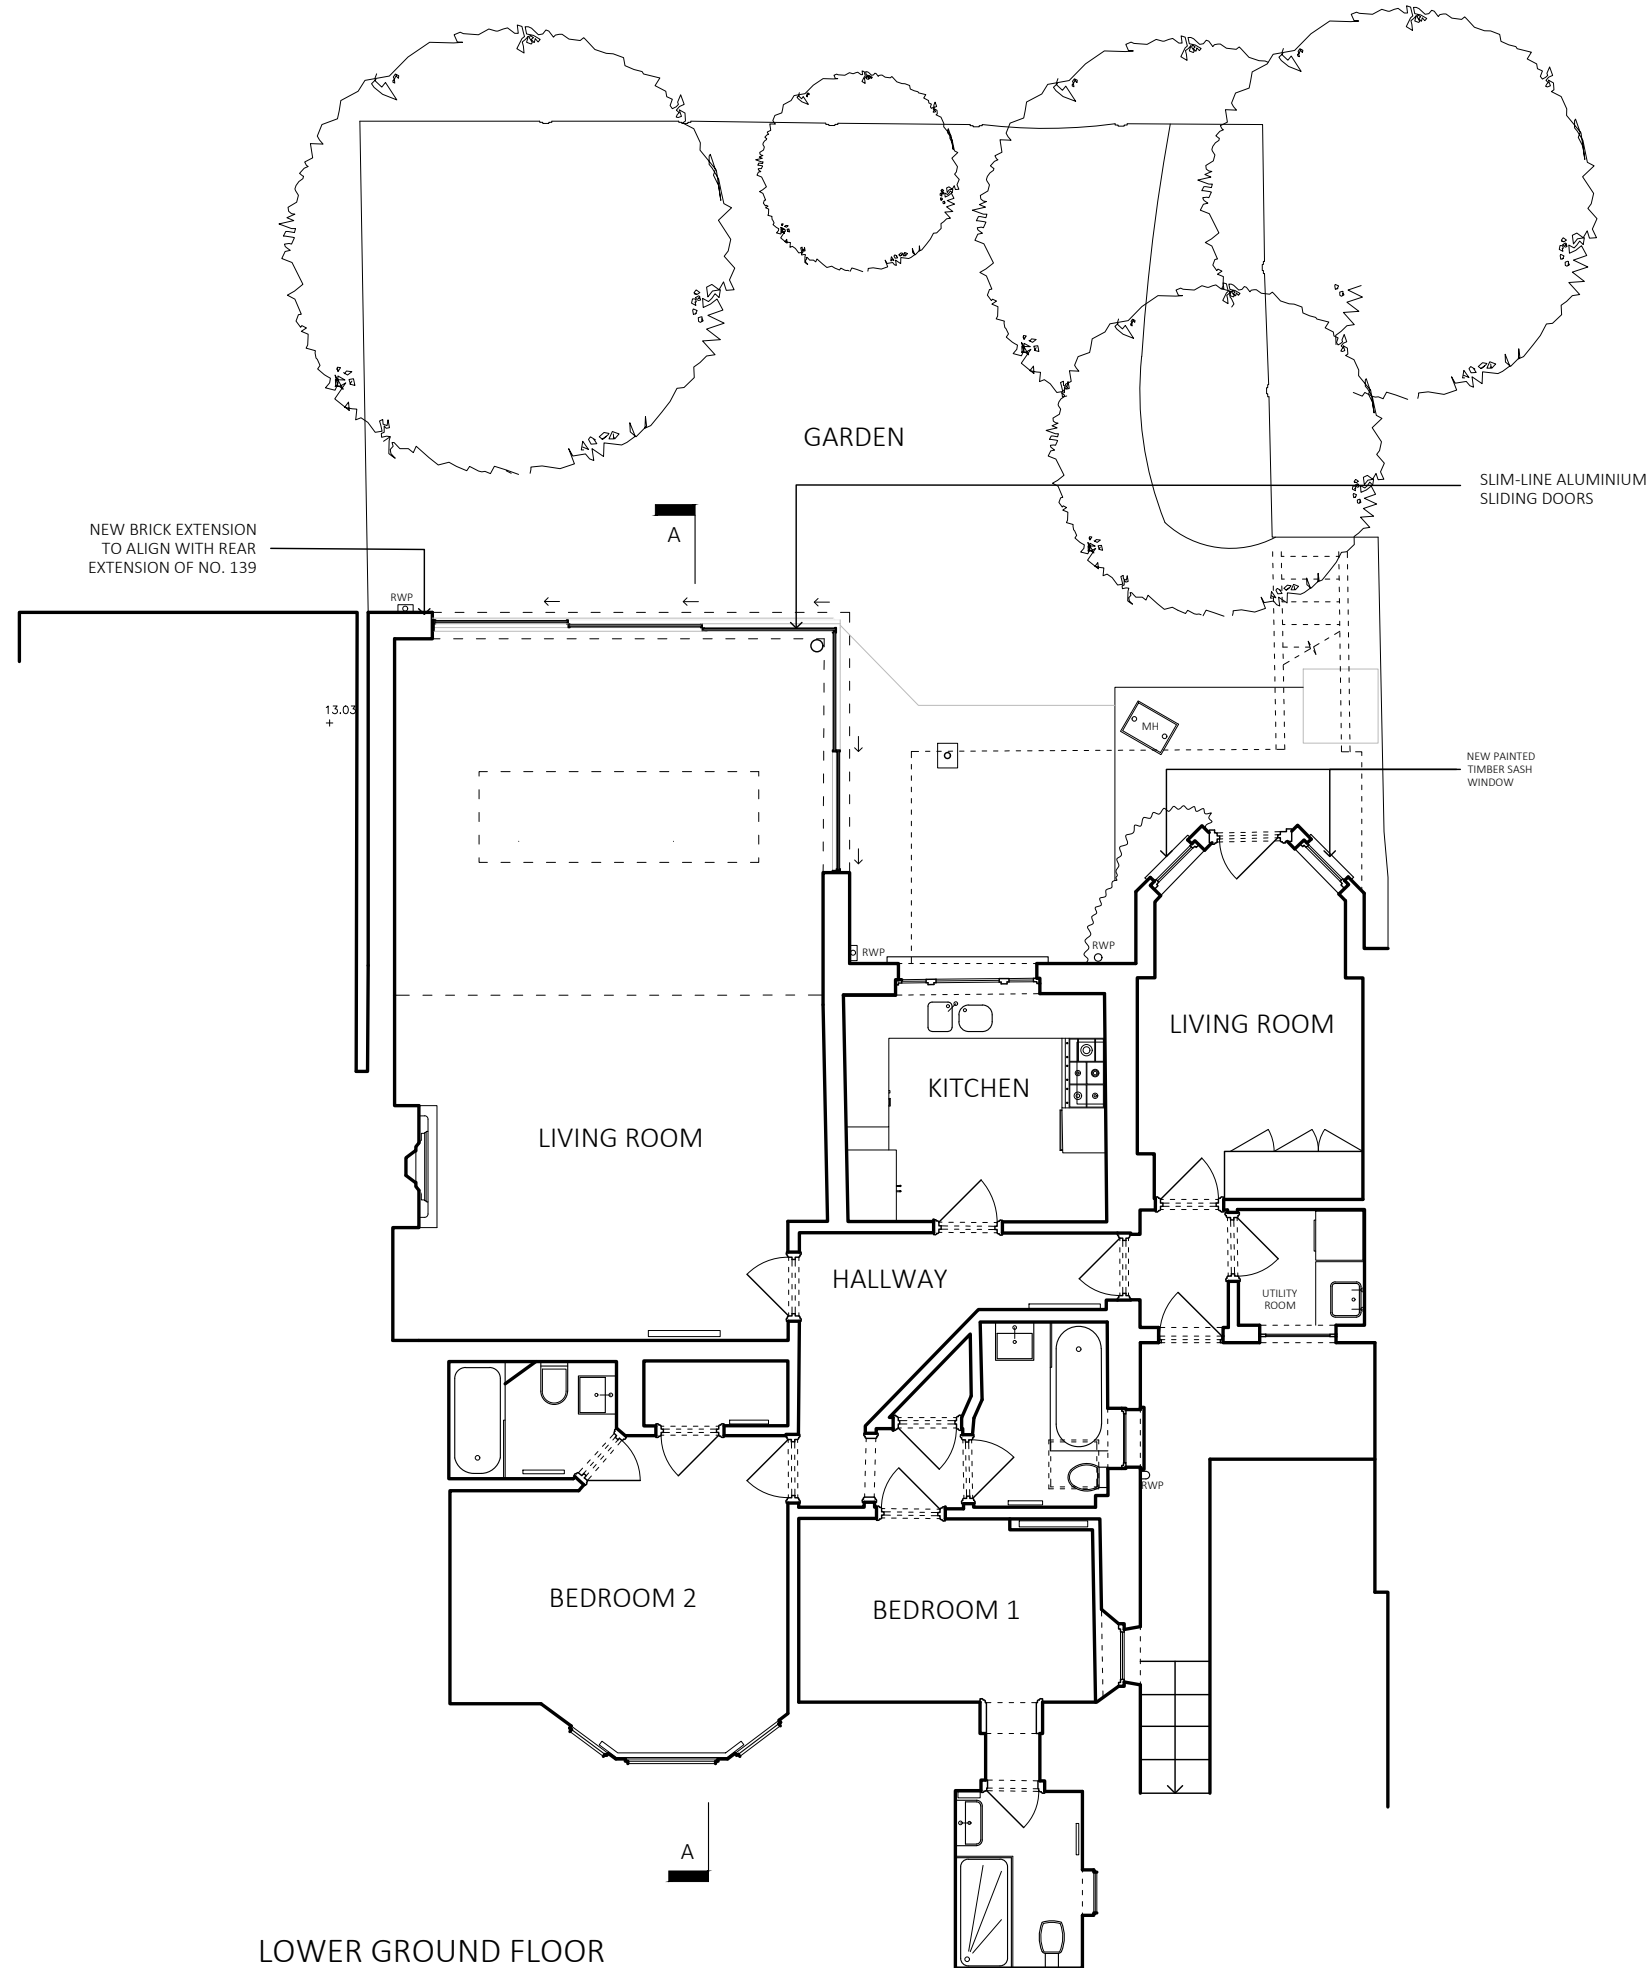 GARDEN
SLIM-LINE ALUMINIUM
SLIDING DOORS
A
NEW BRICK EXTENSION
TO ALIGN WITH REAR
EXTENSION OF NO. 139
RWP
13.03
MH
NEW PAINTED
TIMBER SASH
WINDOW
RWP
RWP
LIVING ROOM
KITCHEN
LIVING ROOM
HALLWAY
UTILITY
ROOM
RWP
BEDROOM 2
BEDROOM 1
A
LOWER GROUND FLOOR